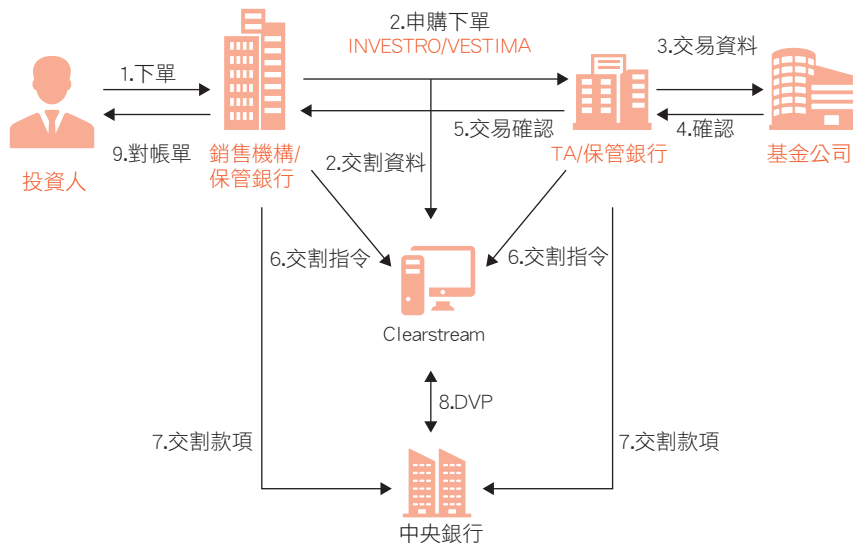 2.申購下單
INVESTRO/VESTIMA
1.下單
3.交易資料
9.對帳單
5.交易確認
4.確認
投資人
銷售機構/
保管銀行
2.交割資料
TA/保管銀行
基金公司
6.交割指令
6.交割指令
Clearstream
8.DVP
7.交割款項
7.交割款項
中央銀行